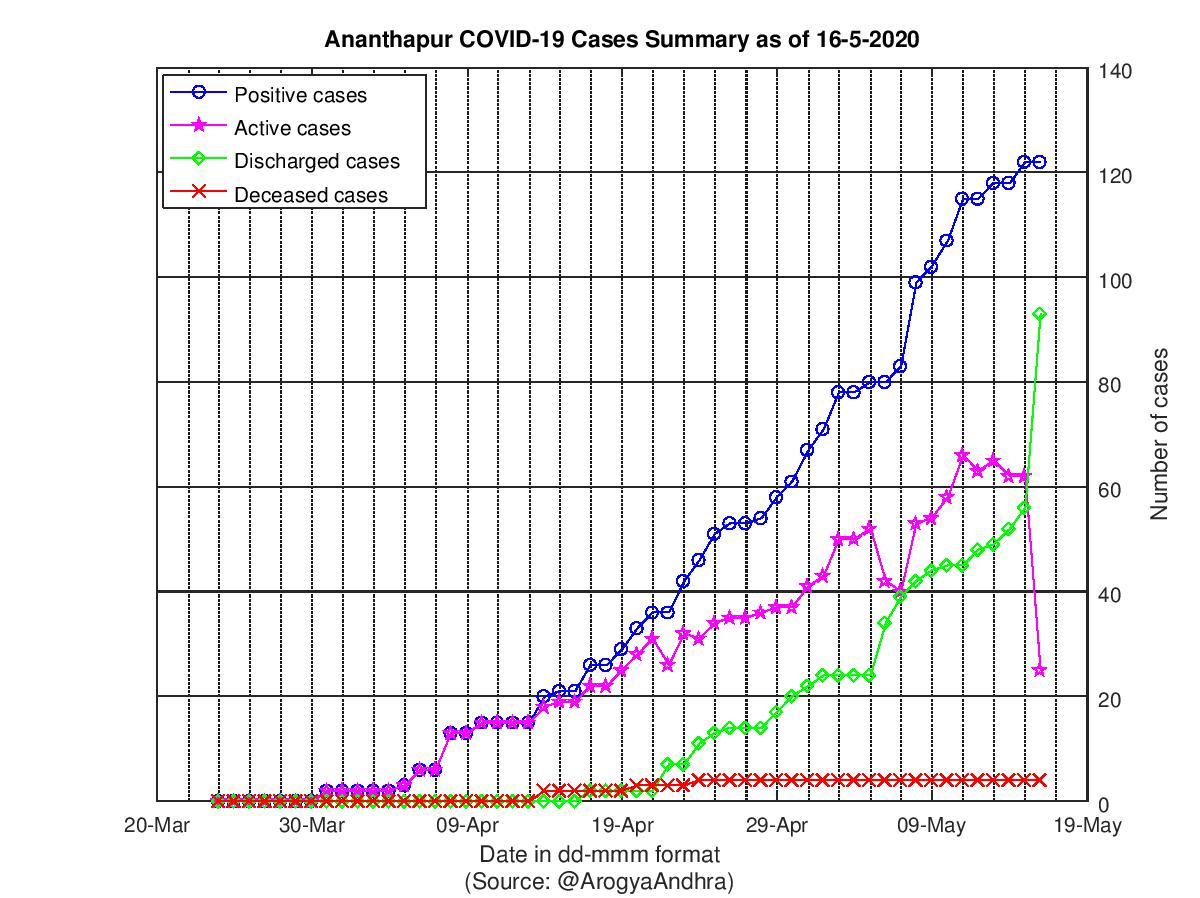 Ananthapur COVID-19 Cases Summary as of 16-5-2020
Positive cases
Active cases
Discharged cases
Deceased cases
140
120
100
80
60
40
20
0
Number of cases
20-Mar 30-Mar 09-Apr 19-Apr 29-Apr 09-May 19-May
Date in dd-mmm format
(Source: @ArogyaAndhra)